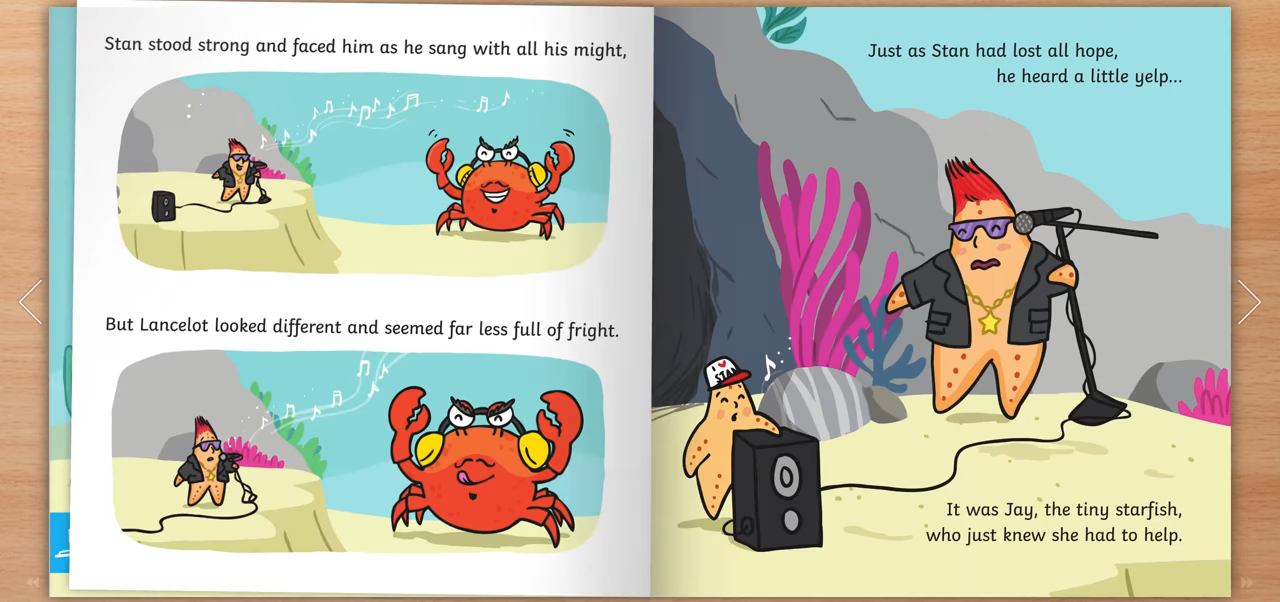 Stan stood strong and faced him as he sang with all his might,
But Lancelot looked different and seemed far less full of fright.
Just as Stan had lost all hope,
he heard a little yelp...
I ♥
STAN
It was Jay, the tiny starfish,
who just knew she had to help.